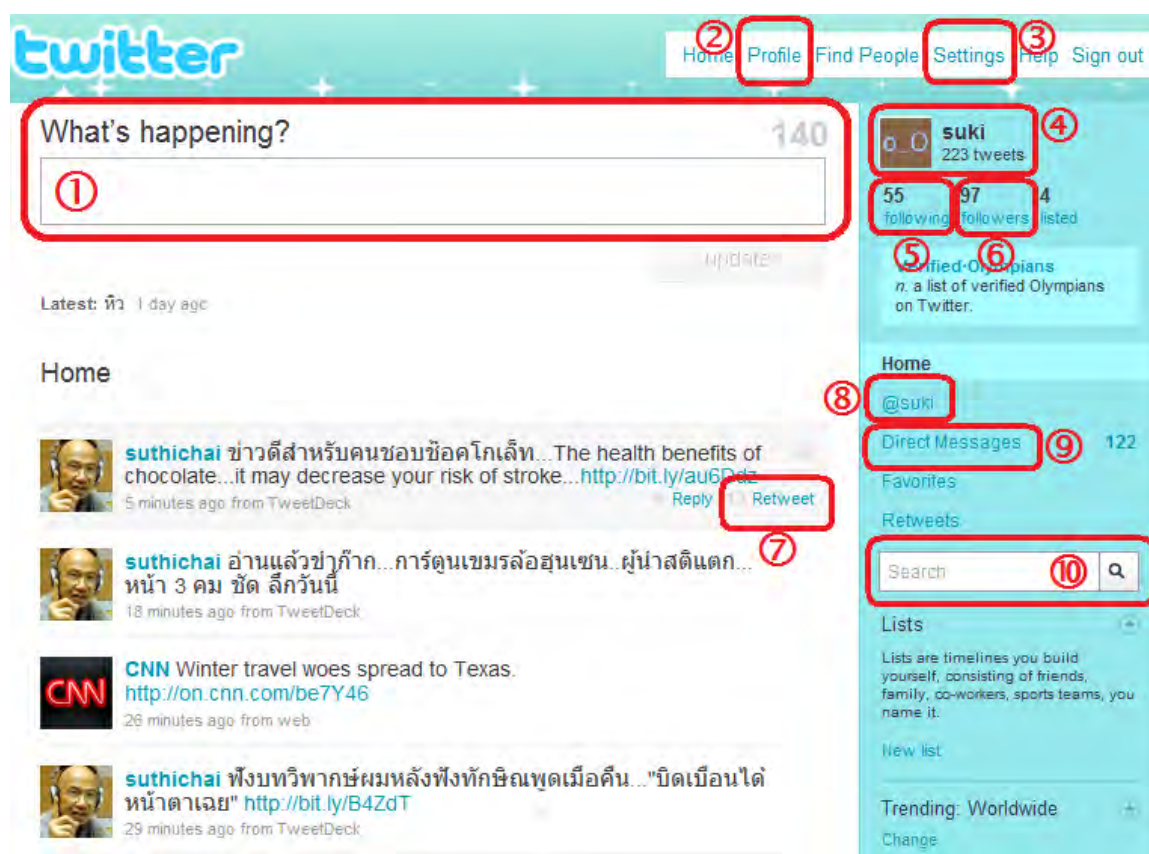 twitter
② ③
Home Profile Find People Settings Help Sign out
What's happening? 140
①
④
o_O suki
223 tweets
55 97 4
following followers listed
⑤ ⑥
update
Verified·Olympians
n. a list of verified Olympians
on Twitter.
Latest: หิว 1 day ago
Home
Home
⑧ @suki
Direct Messages ⑨ 122
Favorites
Retweets
suthichai ข่าวดีสำหรับคนชอบช๊อคโกเล็ท...The health benefits of
chocolate...it may decrease your risk of stroke...http://bit.ly/au6Ddz
5 minutes ago from TweetDeck Reply Retweet
⑦
Search ⑩
suthichai อ่านแล้วขำก๊าก...การ์ตูนเขมรล้อฮุนเซน..ผู้นำสติแตก...
หน้า 3 คม ชัด ลึกวันนี้
18 minutes ago from TweetDeck
Lists
Lists are timelines you build
yourself, consisting of friends,
family, co-workers, sports teams, you
name it.
New list
CNN Winter travel woes spread to Texas.
http://on.cnn.com/be7Y46
26 minutes ago from web
CNN
suthichai ฟังบทวิพากษ์ผมหลังฟังทักษิณพูดเมื่อคืน..."บิดเบือนได้
หน้าตาเฉย" http://bit.ly/B4ZdT
29 minutes ago from TweetDeck
Trending: Worldwide
Change